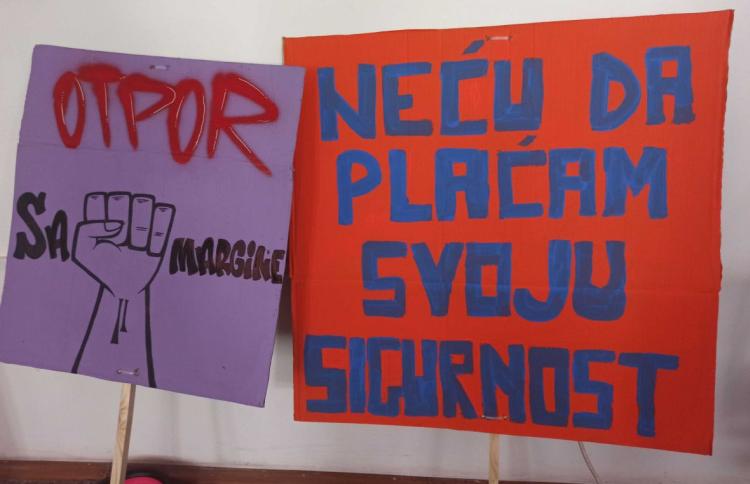 OTPOR
SA MARGINE
NEĆU DA
PLAĆAM
SVOJU
SIGURNOST